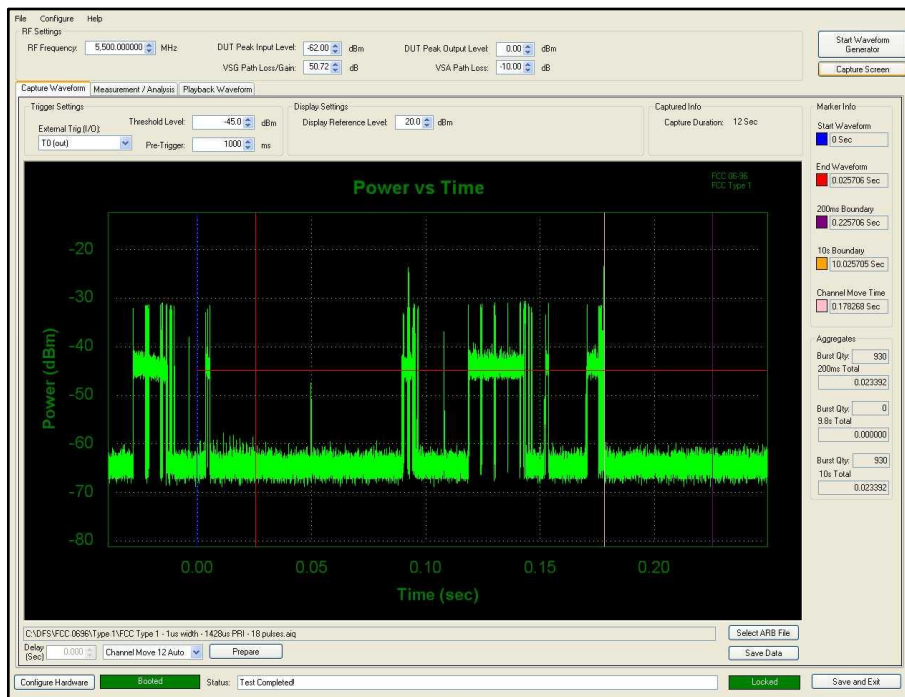 File Configure Help
RF Settings
RF Frequency: 5,500.000000 MHz DUT Peak Input Level: -62.00 dBm DUT Peak Output Level: 0.00 dBm
VSG Path Loss/Gain: 50.72 dB VSA Path Loss: -10.00 dB
Start Waveform
Generator
Capture Screen
Capture Waveform Measurement / Analysis Playback Waveform
Trigger Settings
Threshold Level: -45.0 dBm
External Trig (I/O):
T0 (out)
Pre-Trigger: 1000 ms
Display Settings
Display Reference Level: 20.0 dBm
Captured Info
Capture Duration: 12 Sec
Marker Info
Start Waveform
0 Sec
End Waveform
0.025706 Sec
200ms Boundary
0.225706 Sec
10s Boundary
10.025705 Sec
Channel Move Time
0.178268 Sec
Aggregates
Burst Qty: 930
200ms Total
0.023392
Burst Qty: 0
9.8s Total
0.000000
Burst Qty: 930
10s Total
0.023392
Power vs Time
FCC 06-96
FCC Type 1
Power (dBm)
-20
-30
-40
-50
-60
-70
-80
0.00 0.05 0.10 0.15 0.20
Time (sec)
C:\DFS\FCC 0696\Type 1\FCC Type 1 - 1us width - 1428us PRI - 18 pulses.aiq
Select ARB File
Delay
(Sec) 0.000 Channel Move 12 Auto Prepare
Save Data
Configure Hardware Booted Status: Test Completed! Locked Save and Exit